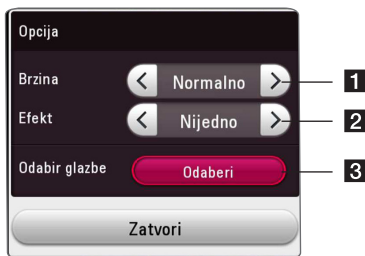 Opcija
Brzina < Normalno > 1
Efekt < Nijedno > 2
Odabir glazbe Odaberi 3
Zatvori